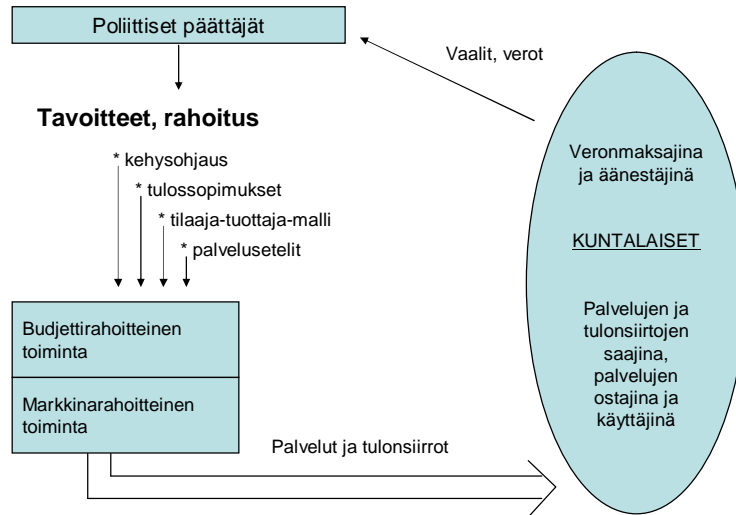 Poliittiset päättäjät
Vaalit, verot
Tavoitteet, rahoitus
* kehysohjaus
* tulossopimukset
* tilaaja-tuottaja-malli
* palvelusetelit
Veronmaksajina
ja äänestäjinä
KUNTALAISET
Palvelujen ja
tulonsiirtojen
saajina,
palvelujen
ostajina ja
käyttäjinä
Budjettirahoitteinen
toiminta
Markkinarahoitteinen
toiminta
Palvelut ja tulonsiirrot